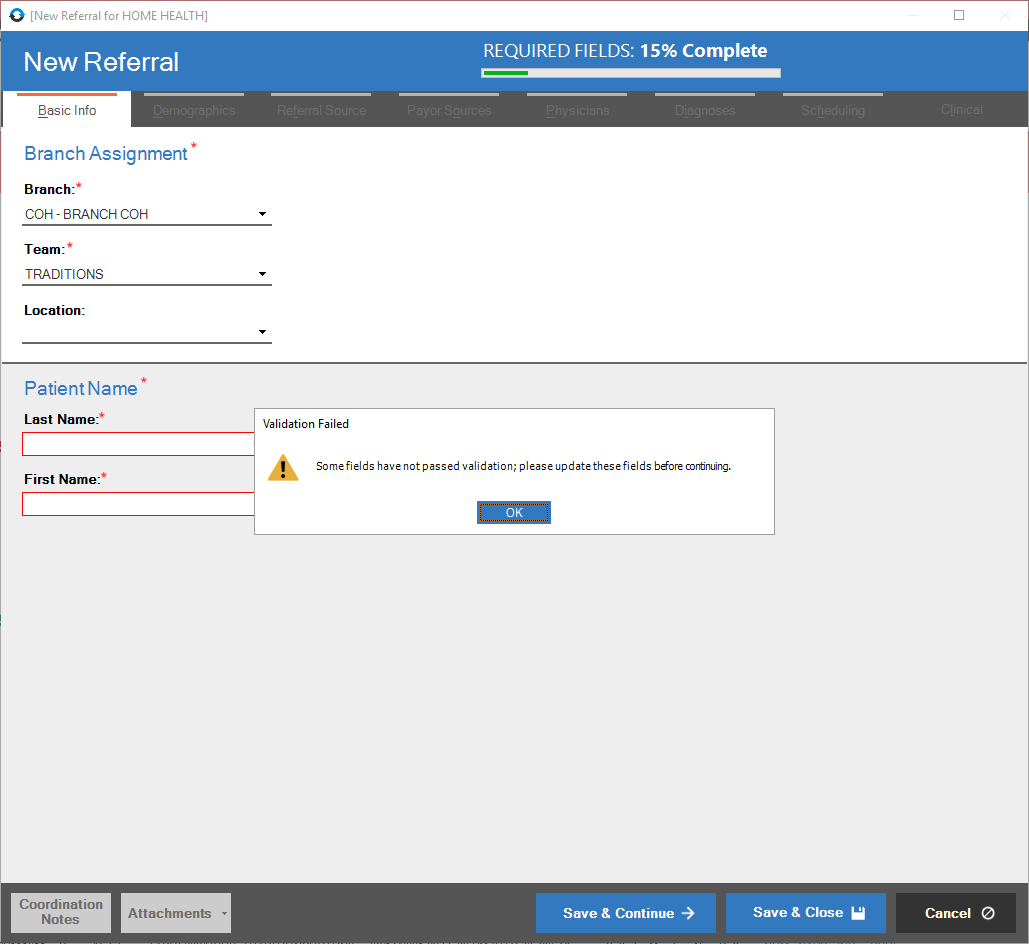 [New Referral for HOME HEALTH]
New Referral
REQUIRED FIELDS: 15% Complete
Basic Info
Demographics
Referral Source
Payor Sources
Physicians
Diagnoses
Scheduling
Clinical
Branch Assignment *
Branch:*
COH - BRANCH COH
Team:*
TRADITIONS
Location:
Patient Name *
Last Name:*
First Name:*
Validation Failed
Some fields have not passed validation; please update these fields before continuing.
OK
Coordination
Notes
Attachments
Save & Continue
Save & Close
Cancel